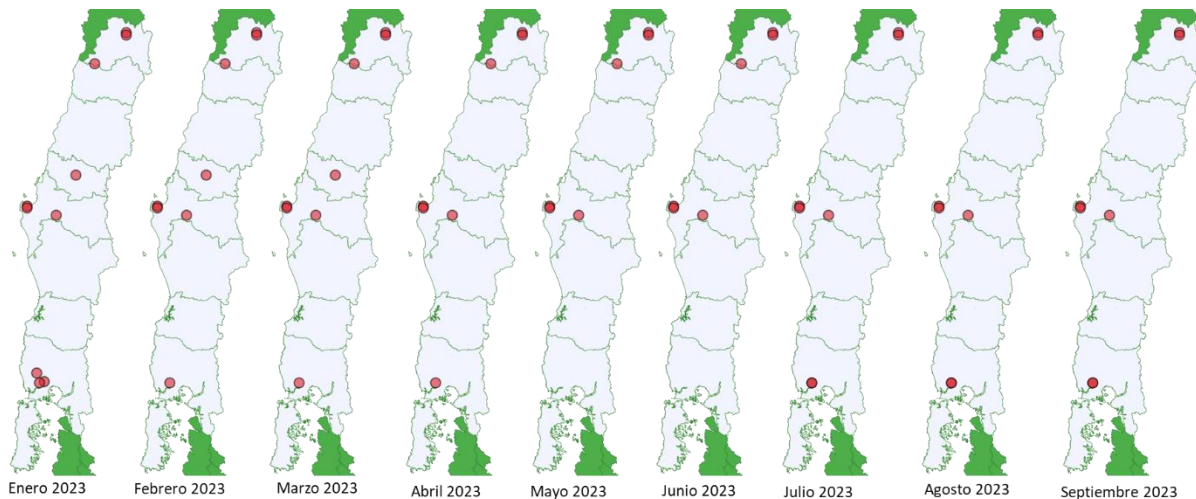 Enero 2023
Febrero 2023
Marzo 2023
Abril 2023
Mayo 2023
Junio 2023
Julio 2023
Agosto 2023
Septiembre 2023